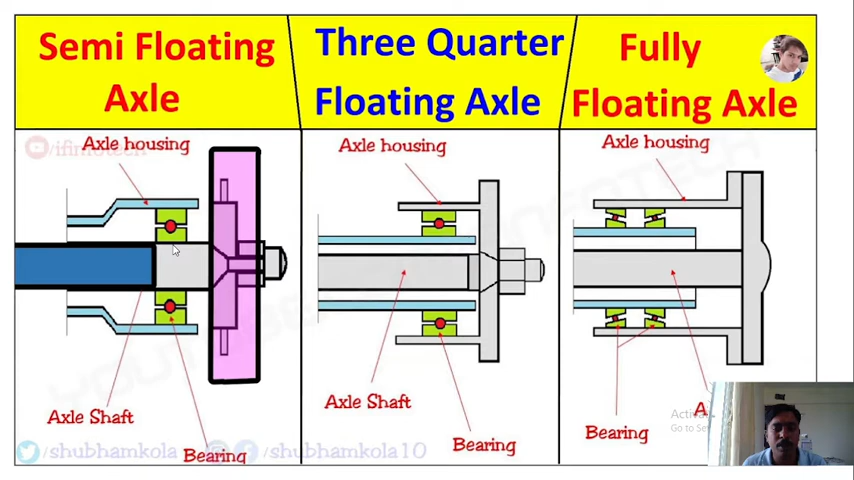 Semi Floating
Axle
Three Quarter
Floating Axle
Fully
Floating Axle
Axle housing
Axle housing
Axle housing
/ifinfotech
Axle Shaft
Bearing
Axle Shaft
Bearing
Bearing
/shubhamkola
/shubhamkola10